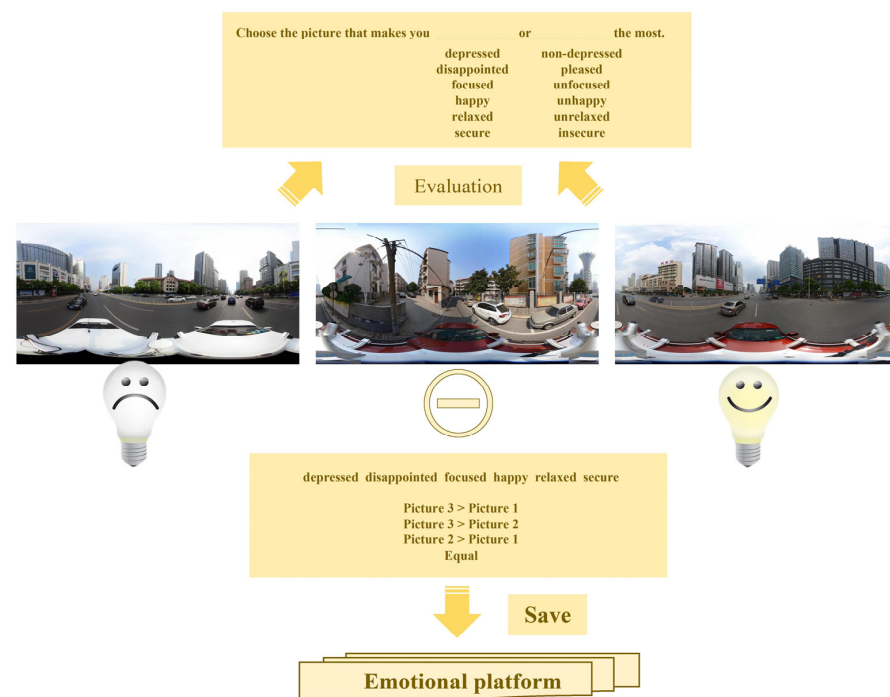 Choose the picture that makes you ____________ or ____________ the most.
depressed non-depressed
disappointed pleased
focused unfocused
happy unhappy
relaxed unrelaxed
secure insecure
Evaluation
depressed disappointed focused happy relaxed secure
Picture 3 > Picture 1
Picture 3 > Picture 2
Picture 2 > Picture 1
Equal
Save
Emotional platform